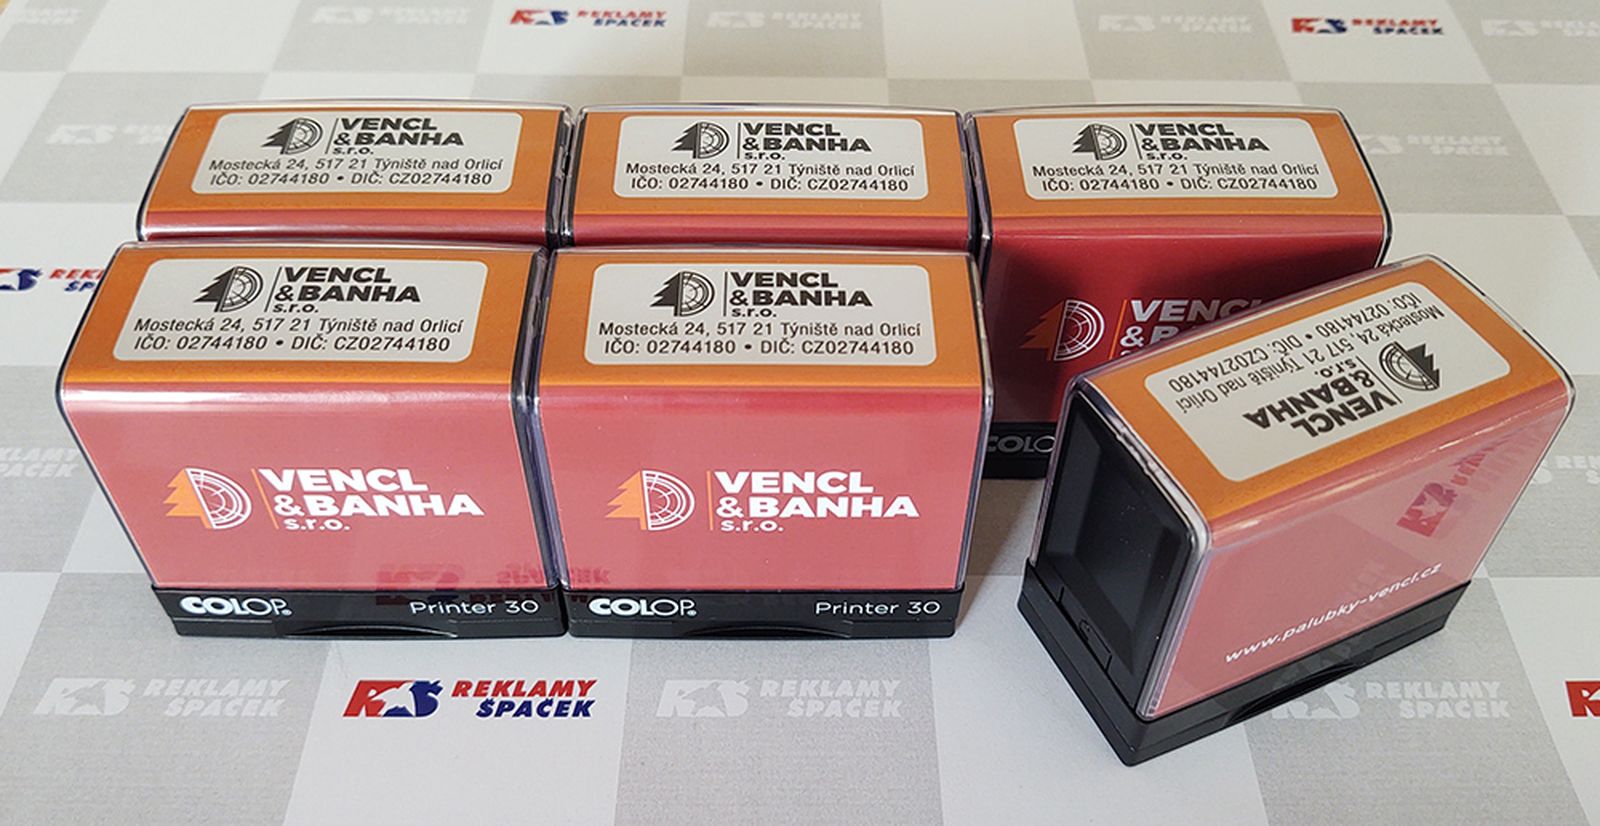 REKLAMY
ŠPAČEK
REKLAMY
ŠPAČEK
VENCL
&BANHA
s.r.o.
Mostecká 24, 517 21 Týniště nad Orlicí
IČO: 02744180 • DIČ: CZ02744180
VENCL
&BANHA
s.r.o.
Mostecká 24, 517 21 Týniště nad Orlicí
IČO: 02744180 • DIČ: CZ02744180
VENCL
&BANHA
s.r.o.
Mostecká 24, 517 21 Týniště nad Orlicí
IČO: 02744180 • DIČ: CZ02744180
VENCL
COLOP
VENCL
&BANHA
s.r.o.
Mostecká 24, 517 21 Týniště nad Orlicí
IČO: 02744180 • DIČ: CZ02744180
VENCL
&BANHA
s.r.o.
COLOP® Printer 30
VENCL
&BANHA
s.r.o.
Mostecká 24, 517 21 Týniště nad Orlicí
IČO: 02744180 • DIČ: CZ02744180
VENCL
&BANHA
s.r.o.
COLOP® Printer 30
VENCL
&BANHA
s.r.o.
Mostecká 24, 517 21 Týniště nad Orlicí
IČO: 02744180 • DIČ: CZ02744180
www.palubky-vencl.cz
REKLAMY
ŠPAČEK
REKLAMY
ŠPAČEK
REKLAMY
ŠPAČEK
REKLAMY
ŠPAČEK